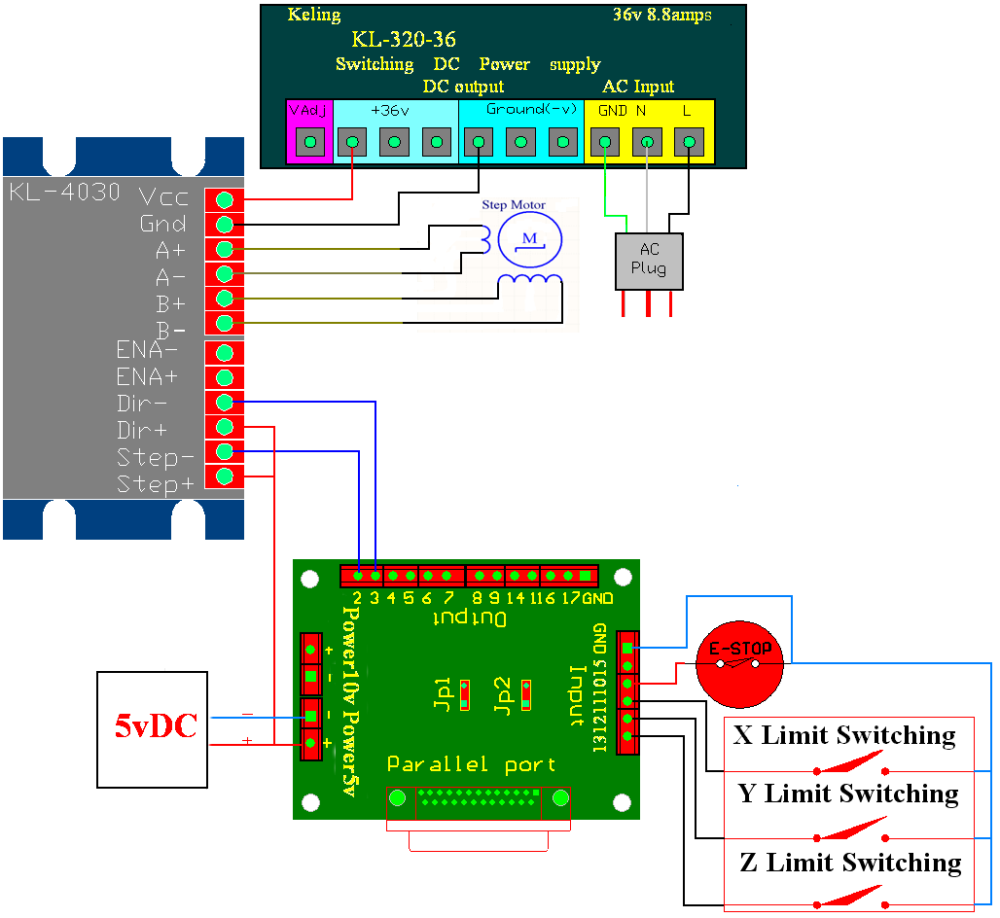 Keling 36v 8.8amps
KL-320-36
Switching DC Power supply
DC output AC Input
VAdj +36v Ground(-v) GND N L
KL-4030
Vcc
Gnd
A+
A-
B+
B-
ENA-
ENA+
Dir-
Dir+
Step-
Step+
Step Motor
M
AC
Plug
2 3 4 5 6 7 8 9 14 11 16 17 GND
Output
Power10v Power5v
+
-
-
+
5vDC
-
+
Jp1 Jp2
Input
13 12 11 10 15 GND
Parallel port
E-STOP
X Limit Switching
Y Limit Switching
Z Limit Switching